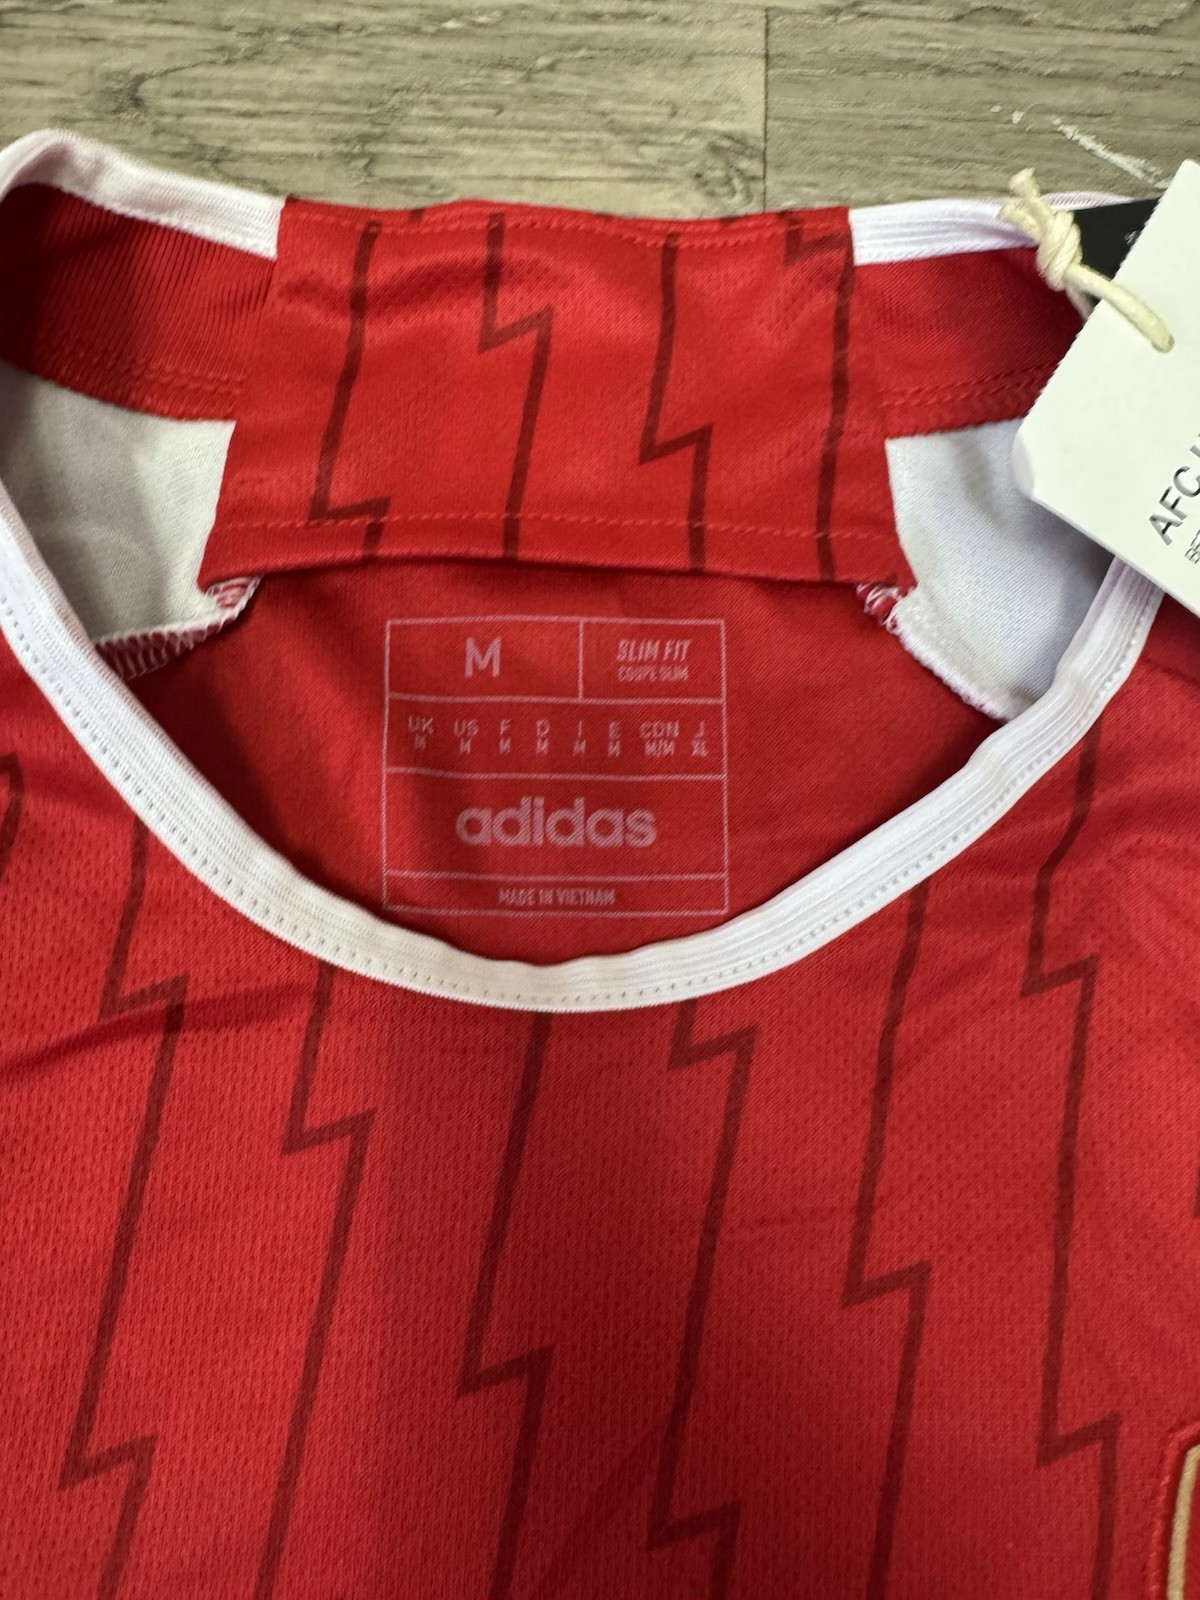 M
SLIM FIT
COUPE SLIM
UK US F D I E CDN J
M M M M M M M/M XL
adidas
MADE IN VIETNAM
AFC